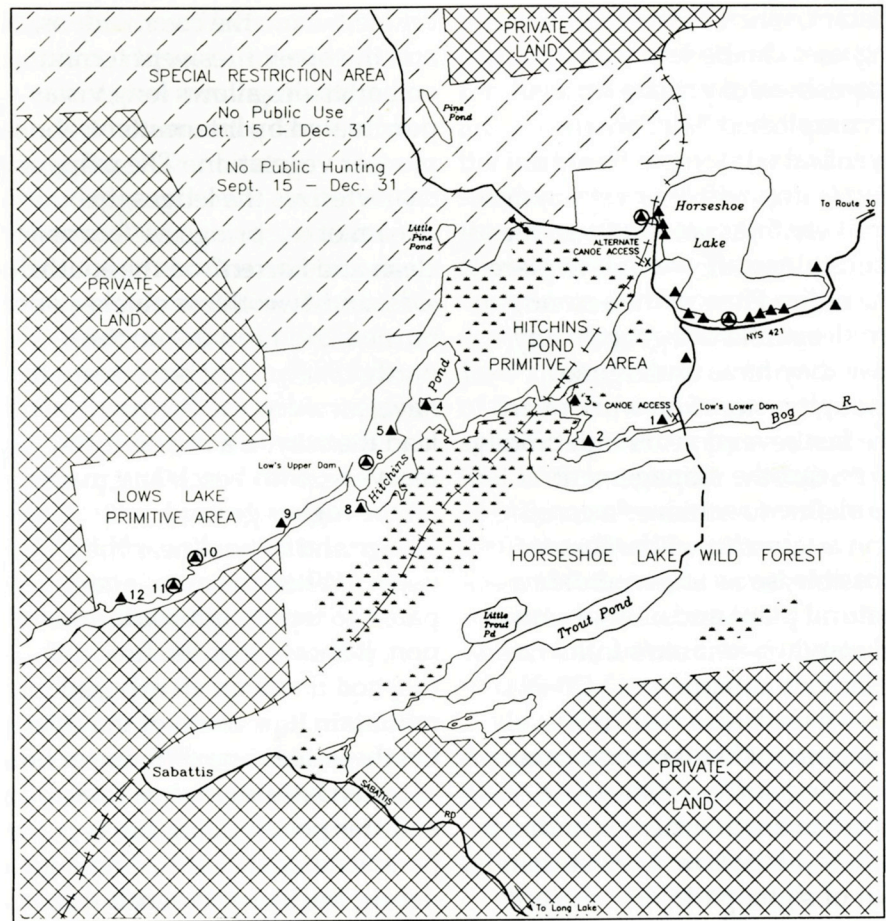 PRIVATE
LAND
SPECIAL RESTRICTION AREA
No Public Use
Oct. 15 - Dec. 31
No Public Hunting
Sept. 15 - Dec. 31
Pine
Pond
Little
Pine
Pond
Horseshoe
Lake
To Route 30
ALTERNATE
CANOE ACCESS
X
PRIVATE
LAND
NYS 421
HITCHINS
POND
PRIMITIVE AREA
Pond
4
3
CANOE ACCESS
Low's Lower Dam
Bog R.
1
2
5
6
Low's Upper Dam
Hitchins
8
LOWS LAKE
PRIMITIVE AREA
9
10
11
12
HORSESHOE LAKE WILD FOREST
Little
Trout
Pd
Trout Pond
Sabattis
SABATTIS
RD
PRIVATE
LAND
To Long Lake